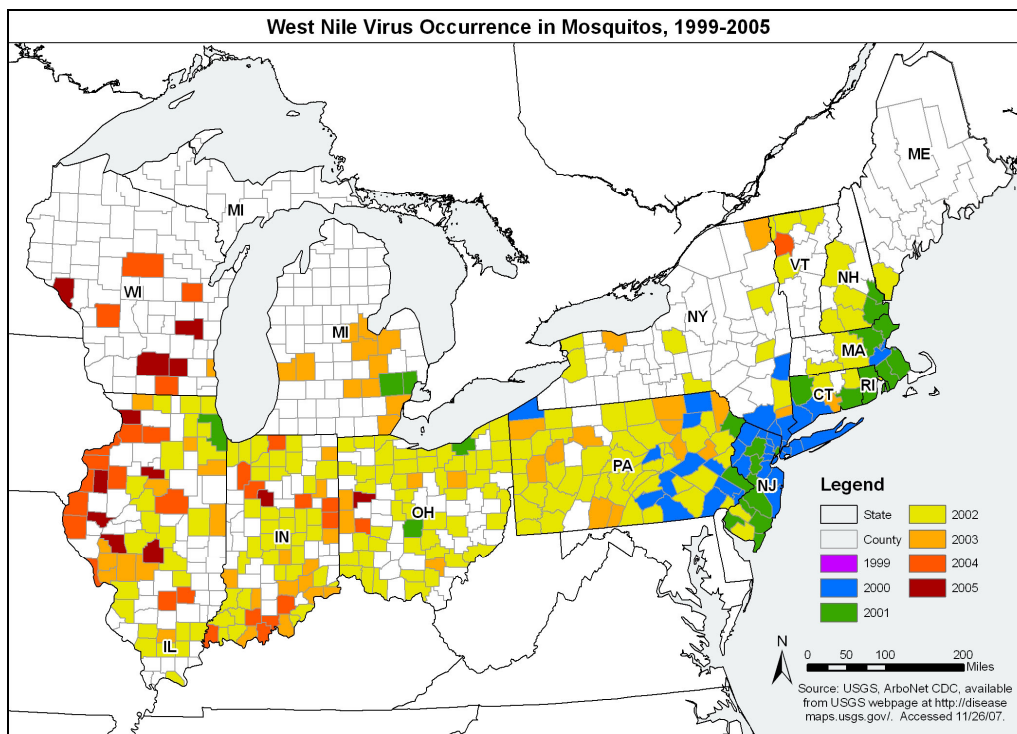 West Nile Virus Occurrence in Mosquitos, 1999-2005
ME
MI
VT
NH
WI
NY
MI
MA
CT
RI
PA
NJ
OH
IN
IL
Legend
State
County
1999
2000
2001
2002
2003
2004
2005
N
0 50 100 200
Miles
Source: USGS, ArboNet CDC, available
from USGS webpage at http://disease
maps.usgs.gov/. Accessed 11/26/07.